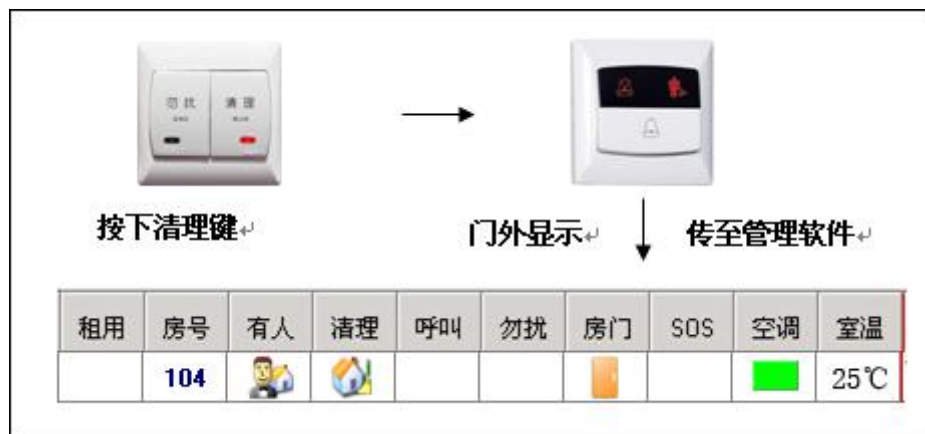 勿扰 清理
按下清理键
门外显示
传至管理软件
租用 房号 有人 清理 呼叫 勿扰 房门 SOS 空调 室温
104 25℃